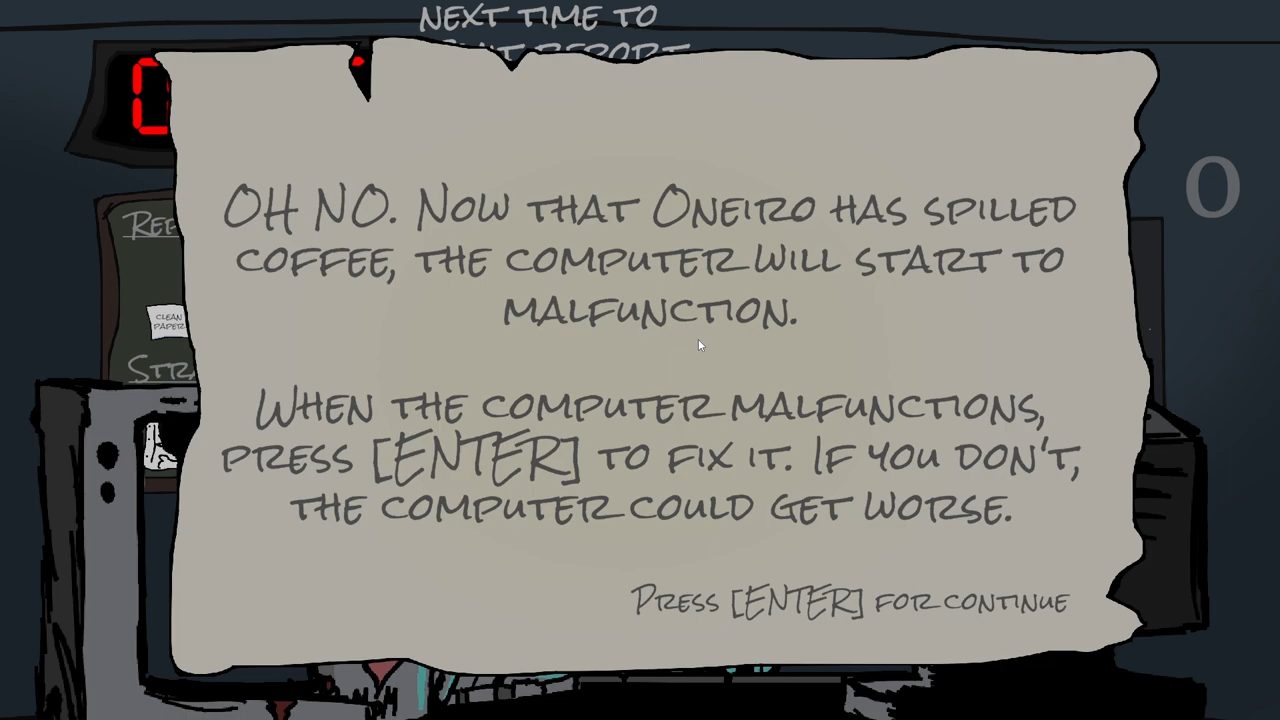 NEXT TIME TO
REPORT
0
OH NO. NOW THAT ONEIRO HAS SPILLED
COFFEE, THE COMPUTER WILL START TO
MALFUNCTION.
WHEN THE COMPUTER MALFUNCTIONS,
PRESS [ENTER] TO FIX IT. IF YOU DON'T,
THE COMPUTER COULD GET WORSE.
PRESS [ENTER] FOR CONTINUE
CLEAN
PAPER